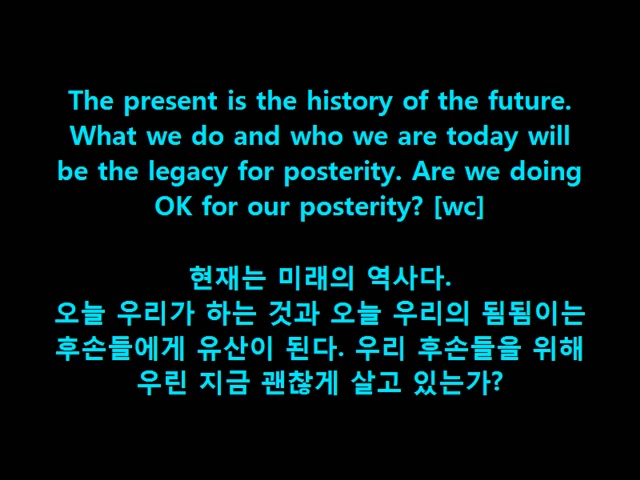 The present is the history of the future.
What we do and who we are today will
be the legacy for posterity. Are we doing
OK for our posterity? [wc]
현재는 미래의 역사다.
오늘 우리가 하는 것과 오늘 우리의 됨됨이는
후손들에게 유산이 된다. 우리 후손들을 위해
우린 지금 괜찮게 살고 있는가?